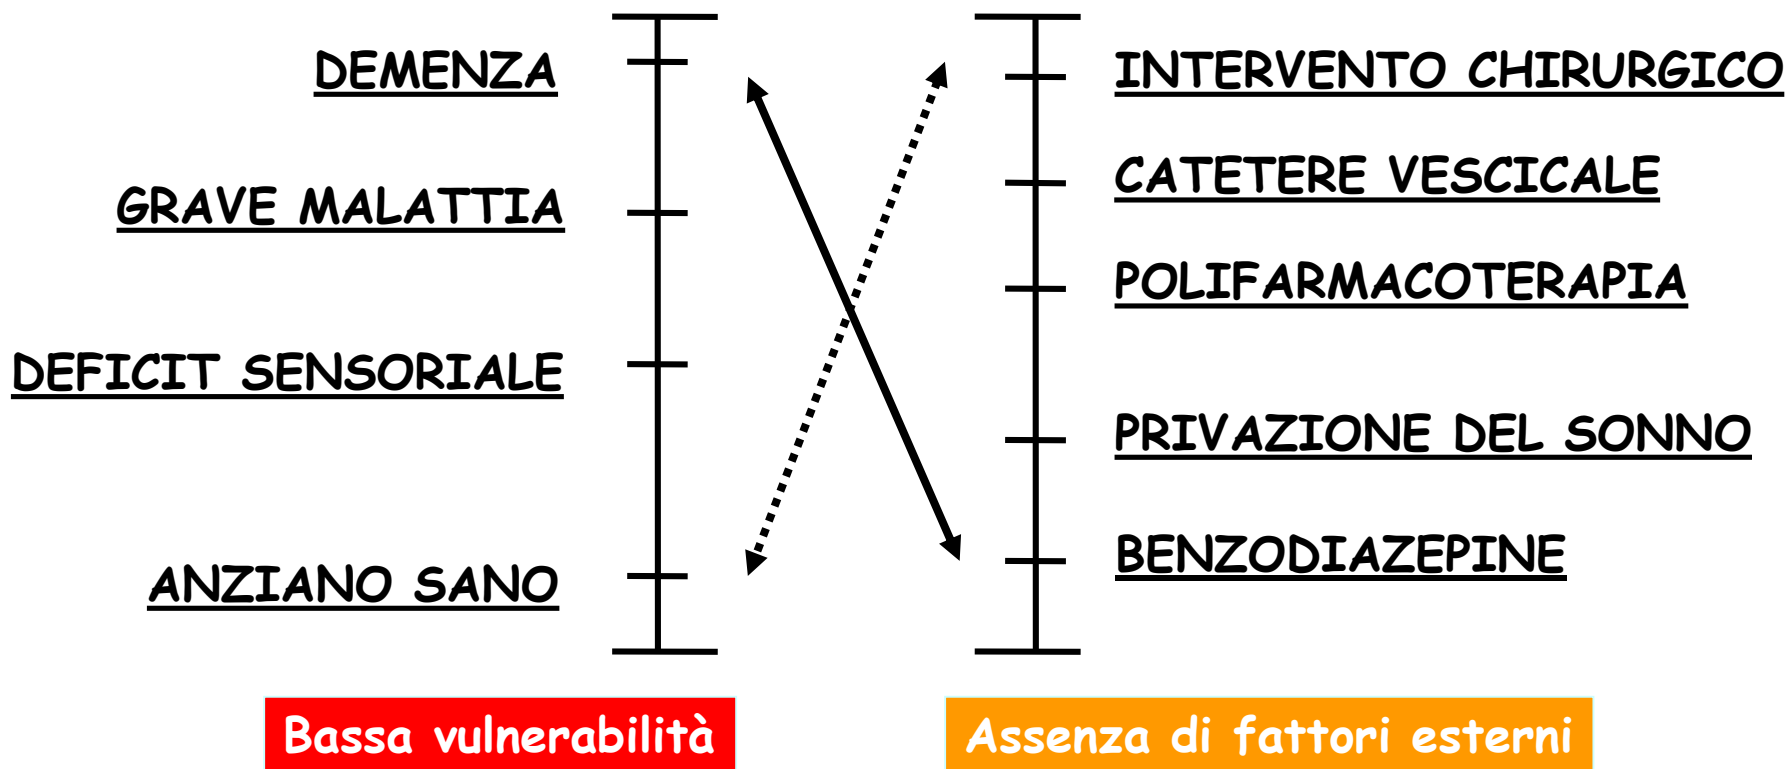 DEMENZA
GRAVE MALATTIA
DEFICIT SENSORIALE
ANZIANO SANO
INTERVENTO CHIRURGICO
CATETERE VESCICALE
POLIFARMACOTERAPIA
PRIVAZIONE DEL SONNO
BENZODIAZEPINE
Bassa vulnerabilità
Assenza di fattori esterni